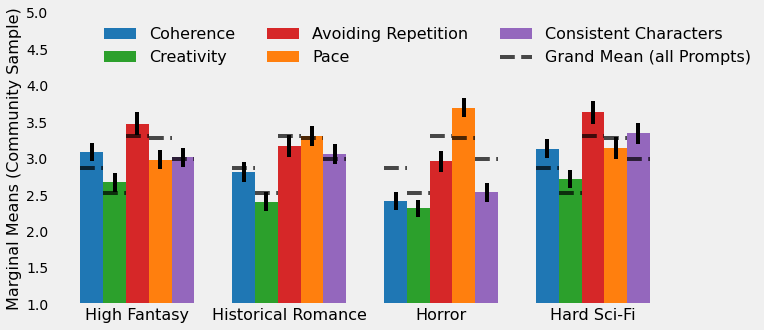 Marginal Means (Community Sample)
5.0
4.5
4.0
3.5
3.0
2.5
2.0
1.5
1.0
Coherence Avoiding Repetition Consistent Characters
Creativity Pace Grand Mean (all Prompts)
High Fantasy Historical Romance Horror Hard Sci-Fi